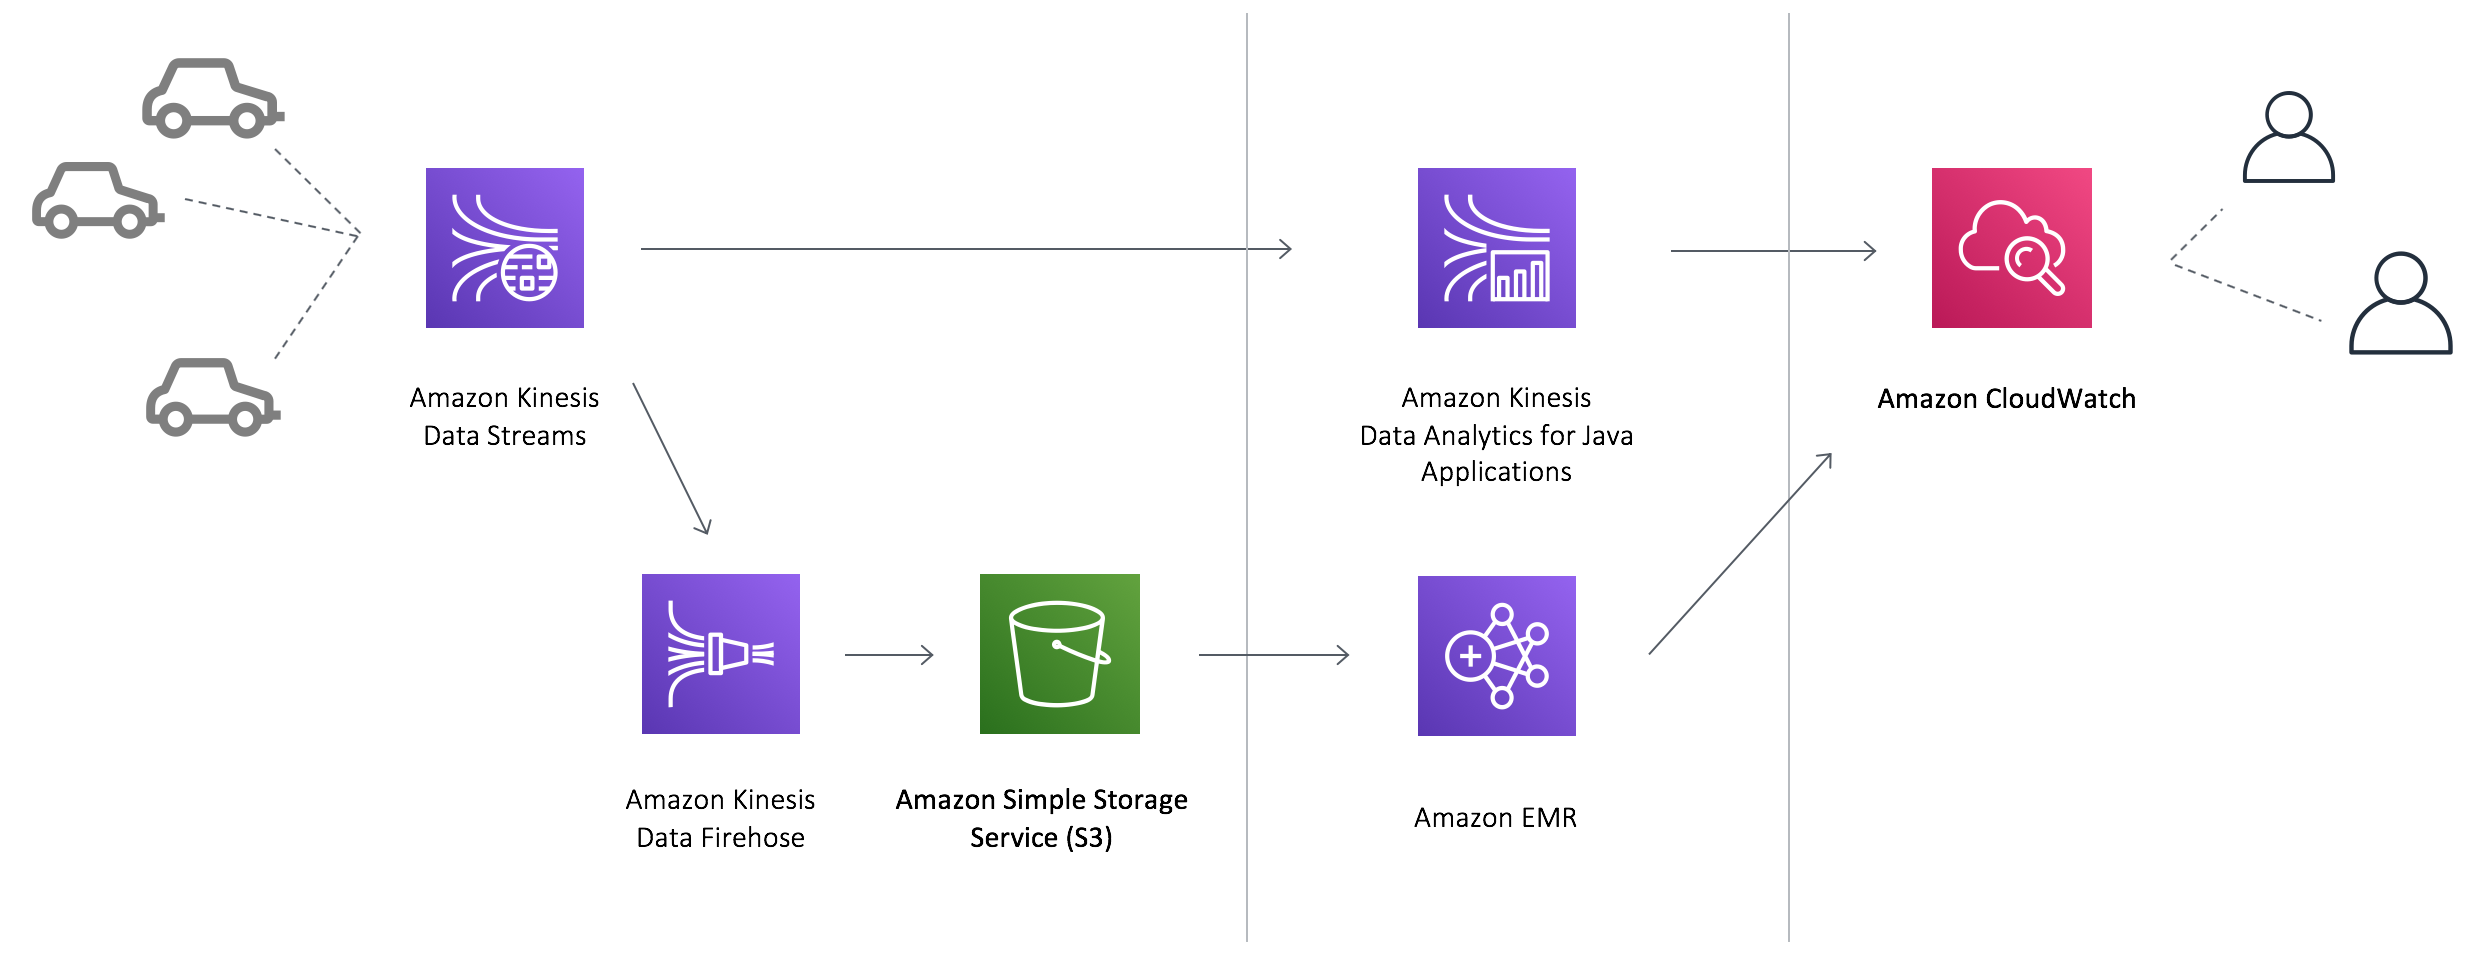 Amazon Kinesis
Data Streams
Amazon Kinesis
Data Analytics for Java
Applications
Amazon CloudWatch
Amazon Kinesis
Data Firehose
Amazon Simple Storage
Service (S3)
Amazon EMR